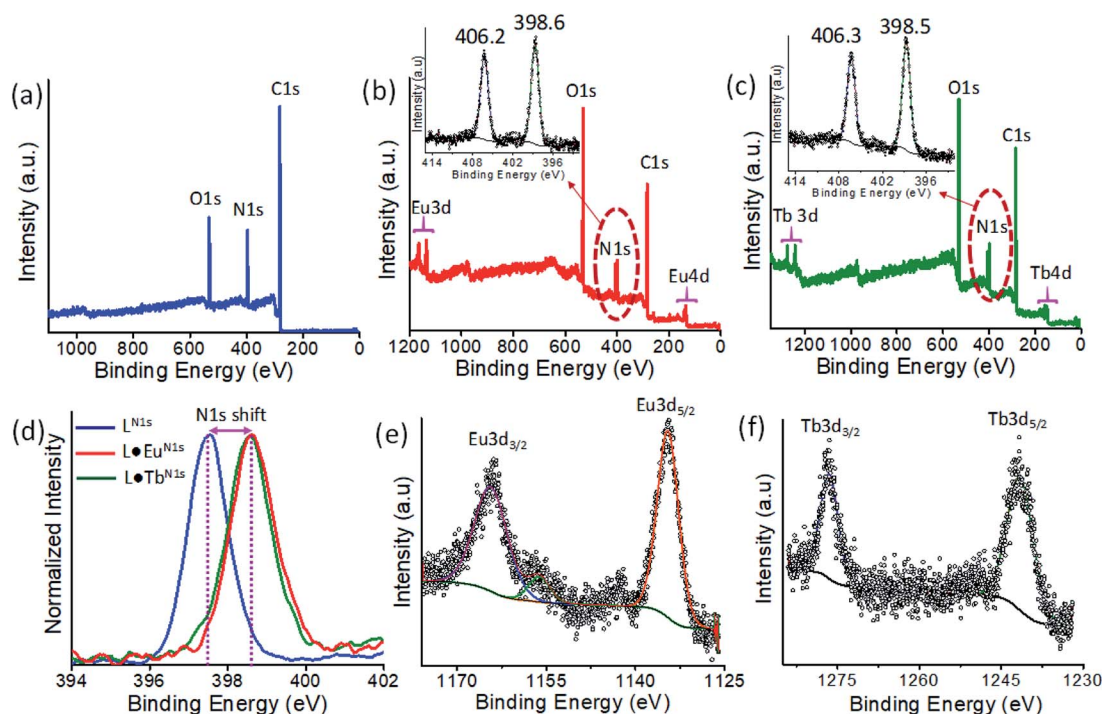 (a)
C1s
O1s
N1s
Intensity (a.u.)
1000 800 600 400 200 0
Binding Energy (eV)
(b)
406.2
398.6
Intensity (a.u)
414 408 402 396
Binding Energy (eV)
O1s
C1s
Eu3d
N1s
Eu4d
Intensity (a.u.)
1200 1000 800 600 400 200 0
Binding Energy (eV)
(c)
406.3
398.5
Intensity (a.u)
414 408 402 396
Binding Energy (eV)
O1s
C1s
Tb 3d
N1s
Tb4d
Intensity (a.u.)
1200 1000 800 600 400 200 0
Binding Energy (eV)
(d)
N1s shift
L^N1s
L●Eu^N1s
L●Tb^N1s
Normalized Intensity
394 396 398 400 402
Binding Energy (eV)
(e)
Eu3d3/2
Eu3d5/2
Intensity (a.u)
1170 1155 1140 1125
Binding Energy (eV)
(f)
Tb3d3/2
Tb3d5/2
Intensity (a.u)
1275 1260 1245 1230
Binding Energy (eV)